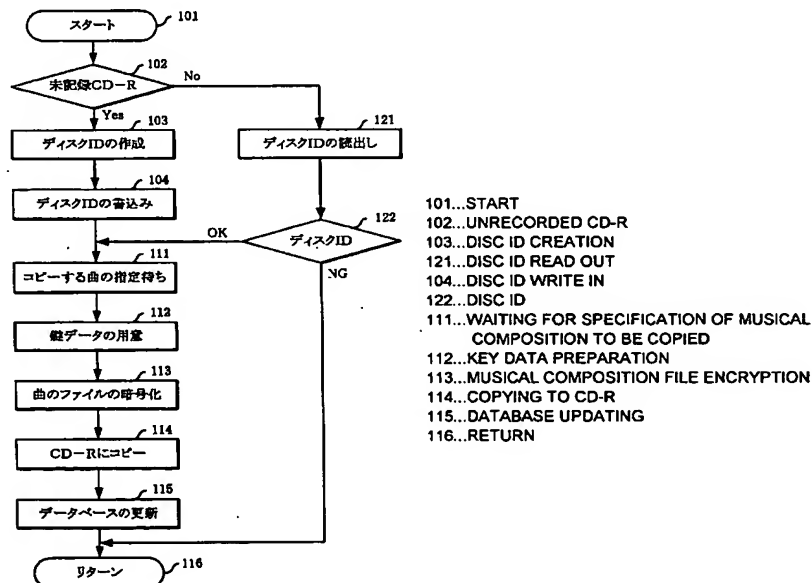 スタート
101
未記録CD-R
102
No
Yes
103
ディスクIDの作成
121
ディスクIDの読出し
104
ディスクIDの書込み
122
ディスクID
OK
NG
111
コピーする曲の指定待ち
112
鍵データの用意
113
曲のファイルの暗号化
114
CD-Rにコピー
115
データベースの更新
116
リターン
101...START
102...UNRECORDED CD-R
103...DISC ID CREATION
121...DISC ID READ OUT
104...DISC ID WRITE IN
122...DISC ID
111...WAITING FOR SPECIFICATION OF MUSICAL
COMPOSITION TO BE COPIED
112...KEY DATA PREPARATION
113...MUSICAL COMPOSITION FILE ENCRYPTION
114...COPYING TO CD-R
115...DATABASE UPDATING
116...RETURN